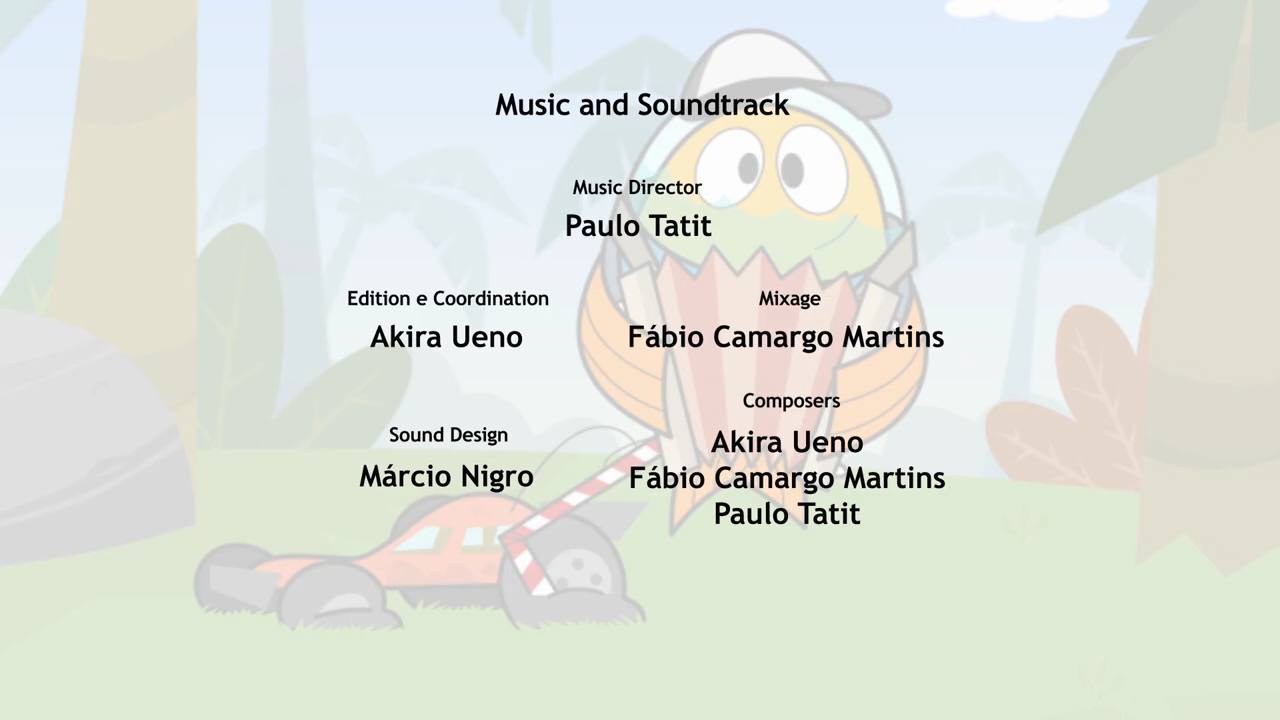 Music and Soundtrack
Music Director
Paulo Tatit
Edition e Coordination
Akira Ueno
Mixage
Fábio Camargo Martins
Sound Design
Márcio Nigro
Composers
Akira Ueno
Fábio Camargo Martins
Paulo Tatit